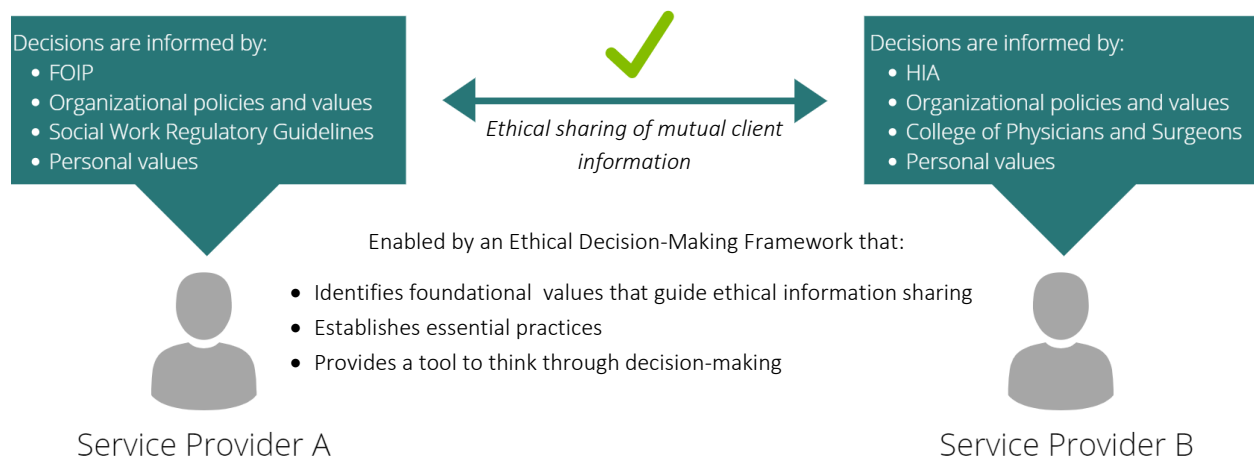 Decisions are informed by:
• FOIP
• Organizational policies and values
• Social Work Regulatory Guidelines
• Personal values
Ethical sharing of mutual client
information
Decisions are informed by:
• HIA
• Organizational policies and values
• College of Physicians and Surgeons
• Personal values
Enabled by an Ethical Decision-Making Framework that:
• Identifies foundational values that guide ethical information sharing
• Establishes essential practices
• Provides a tool to think through decision-making
Service Provider A
Service Provider B